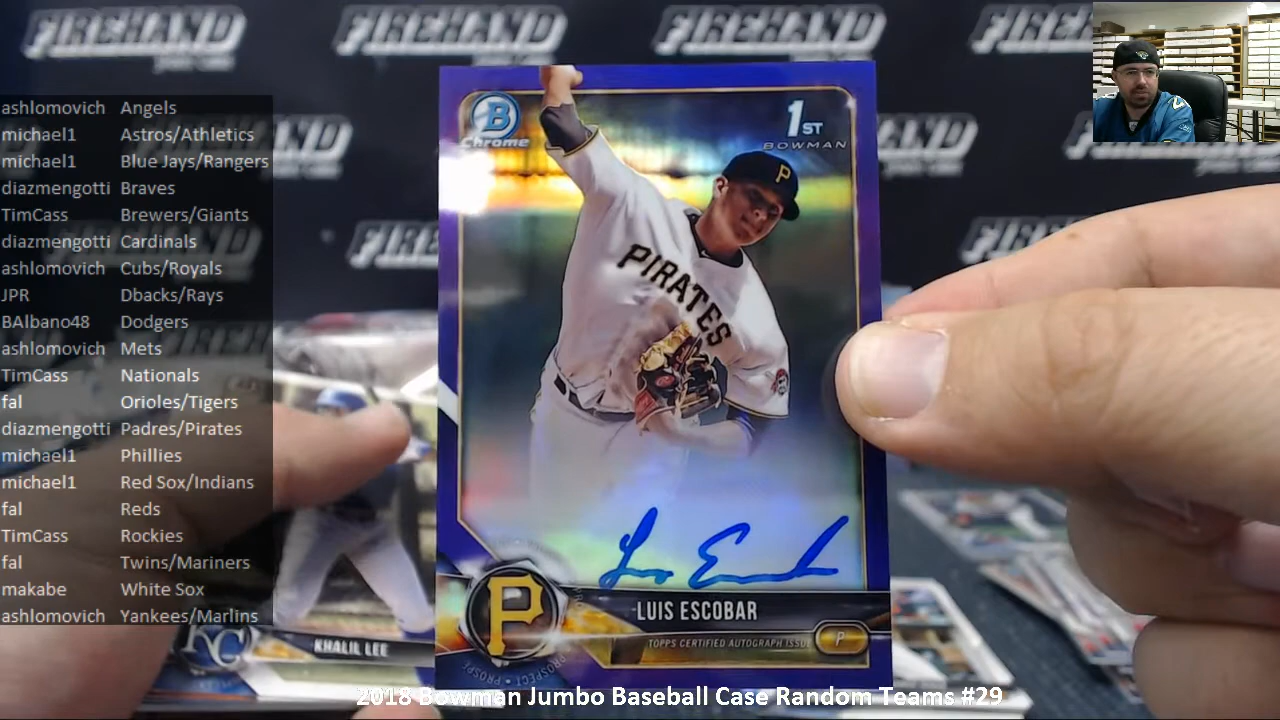 FIREHAND
FIREHAND
FIREHAND
FIREHAND
ashlomovich Angels
michael1 Astros/Athletics
michael1 Blue Jays/Rangers
diazmengotti Braves
TimCass Brewers/Giants
diazmengotti Cardinals
ashlomovich Cubs/Royals
JPR Dbacks/Rays
BAlbano48 Dodgers
ashlomovich Mets
TimCass Nationals
fal Orioles/Tigers
diazmengotti Padres/Pirates
michael1 Phillies
michael1 Red Sox/Indians
fal Reds
TimCass Rockies
fal Twins/Mariners
makabe White Sox
ashlomovich Yankees/Marlins
B
Chrome
1ST
BOWMAN
P
PIRATES
P
LUIS ESCOBAR
TOPPS CERTIFIED AUTOGRAPH ISSUE
P
PROSPECT • PROSPE
KC
KHALIL LEE
2018 Bowman Jumbo Baseball Case Random Teams #29